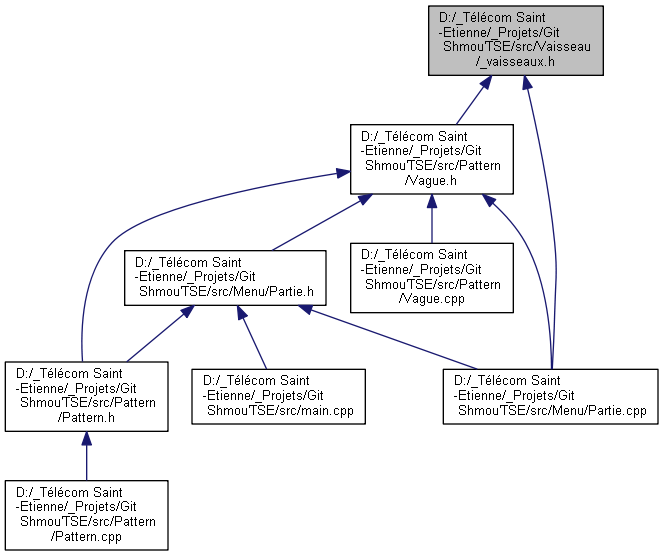 D:/_Télécom Saint
-Etienne/_Projets/Git
ShmouTSE/src/Vaisseau
/_vaisseaux.h
D:/_Télécom Saint
-Etienne/_Projets/Git
ShmouTSE/src/Pattern
/Vague.h
D:/_Télécom Saint
-Etienne/_Projets/Git
ShmouTSE/src/Menu/Partie.h
D:/_Télécom Saint
-Etienne/_Projets/Git
ShmouTSE/src/Pattern
/Vague.cpp
D:/_Télécom Saint
-Etienne/_Projets/Git
ShmouTSE/src/Pattern
/Pattern.h
D:/_Télécom Saint
-Etienne/_Projets/Git
ShmouTSE/src/main.cpp
D:/_Télécom Saint
-Etienne/_Projets/Git
ShmouTSE/src/Menu/Partie.cpp
D:/_Télécom Saint
-Etienne/_Projets/Git
ShmouTSE/src/Pattern
/Pattern.cpp